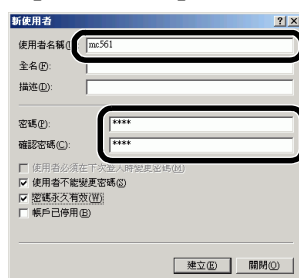 新使用者
使用者名稱(U): mc561
全名(F):
描述(D):
密碼(P): ****
確認密碼(C): ****
使用者必須在下次登入時變更密碼(M)
使用者不能變更密碼(S)
密碼永久有效(W)
帳戶已停用(B)
建立(E) 關閉(O)